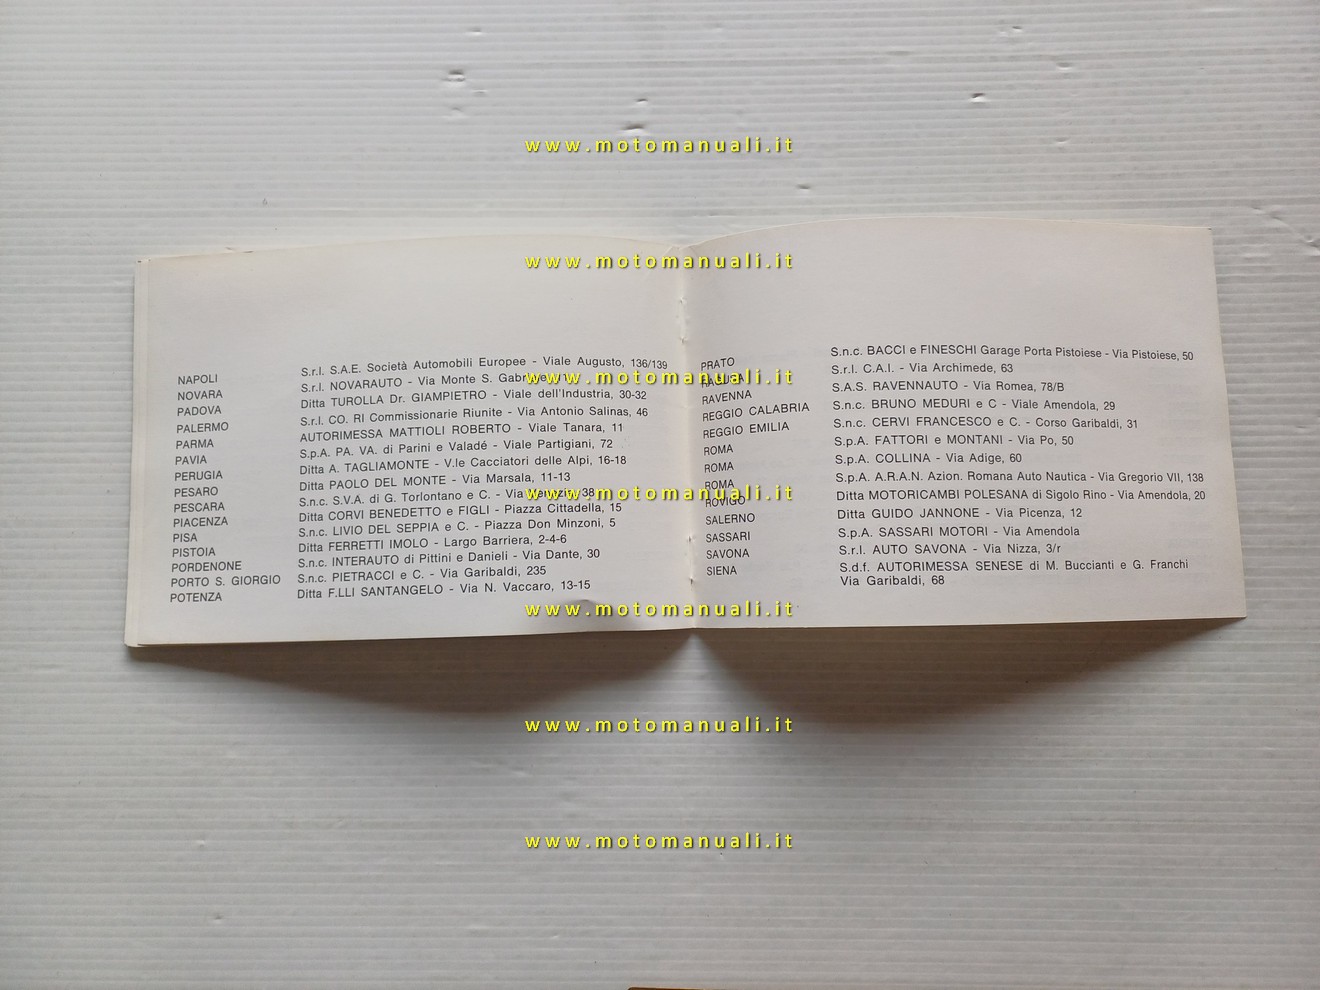 www.motomanuali.it
www.motomanuali.it
NAPOLI S.r.l. S.A.E. Società Automobili Europee - Viale Augusto, 136/139
NOVARA S.r.l. NOVARAUTO - Via Monte S.
PADOVA Ditta TUROLLA Dr. GIAMPIETRO - Viale dell'Industria, 30-32
PALERMO S.r.l. CO. RI Commissionarie Riunite - Via Antonio Salinas, 46
PARMA AUTORIMESSA MATTIOLI ROBERTO - Viale Tanara, 11
PAVIA S.p.A. PA. VA. di Parini e Valadé - Viale Partigiani, 72
PERUGIA Ditta A. TAGLIAMONTE - V.le Cacciatori delle Alpi, 16-18
PESARO Ditta PAOLO DEL MONTE - Via Marsala, 11-13
PESCARA S.n.c. S.V.A. di G. Torlontano e C. - Via Venezia, 38
PIACENZA Ditta CORVI BENEDETTO e FIGLI - Piazza Cittadella, 15
PISA S.n.c. LIVIO DEL SEPPIA e C. - Piazza Don Minzoni, 5
PISTOIA Ditta FERRETTI IMOLO - Largo Barriera, 2-4-6
PORDENONE S.n.c. INTERAUTO di Pittini e Danieli - Via Dante, 30
PORTO S. GIORGIO S.n.c. PIETRACCI e C. - Via Garibaldi, 235
POTENZA Ditta F.LLI SANTANGELO - Via N. Vaccaro, 13-15
PRATO S.n.c. BACCI e FINESCHI Garage Porta Pistoiese - Via Pistoiese, 50
RAGUSA S.r.l. C.A.I. - Via Archimede, 63
RAVENNA S.A.S. RAVENNAUTO - Via Romea, 78/B
REGGIO CALABRIA S.n.c. BRUNO MEDURI e C - Viale Amendola, 29
REGGIO EMILIA S.n.c. CERVI FRANCESCO e C. - Corso Garibaldi, 31
ROMA S.p.A. FATTORI e MONTANI - Via Po, 50
ROMA S.p.A. COLLINA - Via Adige, 60
ROMA S.p.A. A.R.A.N. Azion. Romana Auto Nautica - Via Gregorio VII, 138
ROVIGO Ditta MOTORICAMBI POLESANA di Sigolo Rino - Via Amendola, 20
SALERNO Ditta GUIDO JANNONE - Via Picenza, 12
SASSARI S.p.A. SASSARI MOTORI - Via Amendola
SAVONA S.r.l. AUTO SAVONA - Via Nizza, 3/r
SIENA S.d.f. AUTORIMESSA SENESE di M. Buccianti e G. Franchi
Via Garibaldi, 68
www.motomanuali.it
www.motomanuali.it
www.motomanuali.it
www.motomanuali.it
www.motomanuali.it